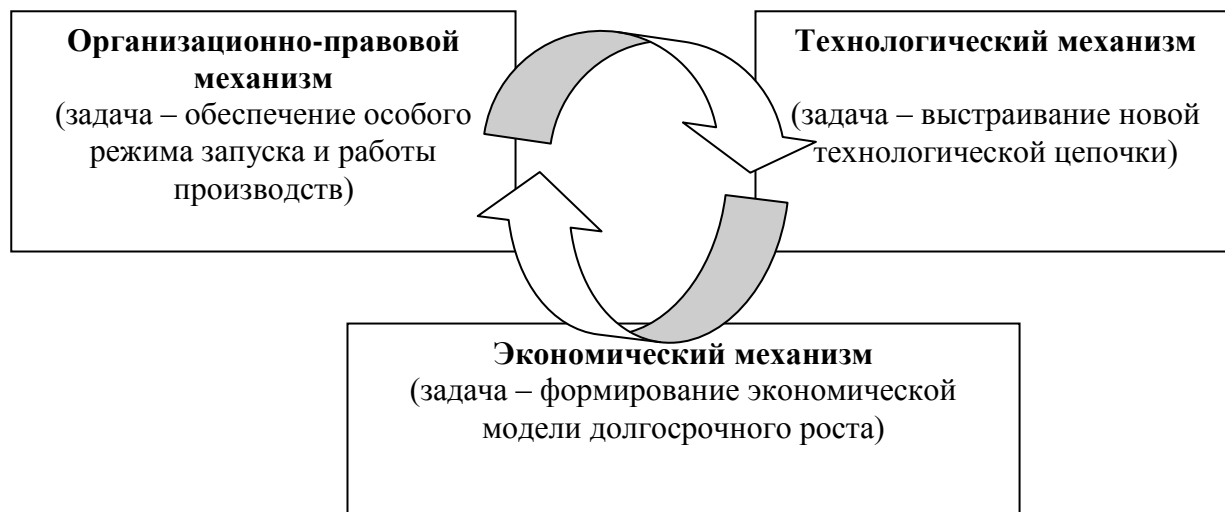 Организационно-правовой
механизм
(задача – обеспечение особого
режима запуска и работы
производств)
Технологический механизм
(задача – выстраивание новой
технологической цепочки)
Экономический механизм
(задача – формирование экономической
модели долгосрочного роста)